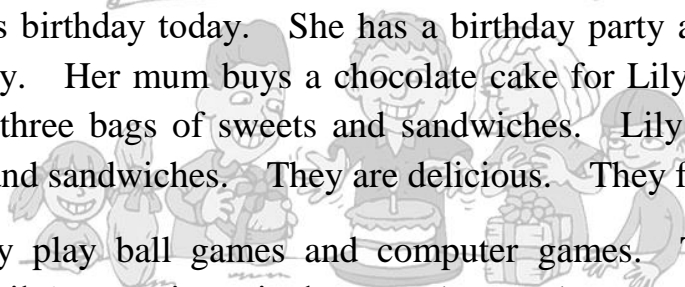 s birthday today. She has a birthday party a
y. Her mum buys a chocolate cake for Lily
three bags of sweets and sandwiches. Lily
nd sandwiches. They are delicious. They f
y play ball games and computer games. T